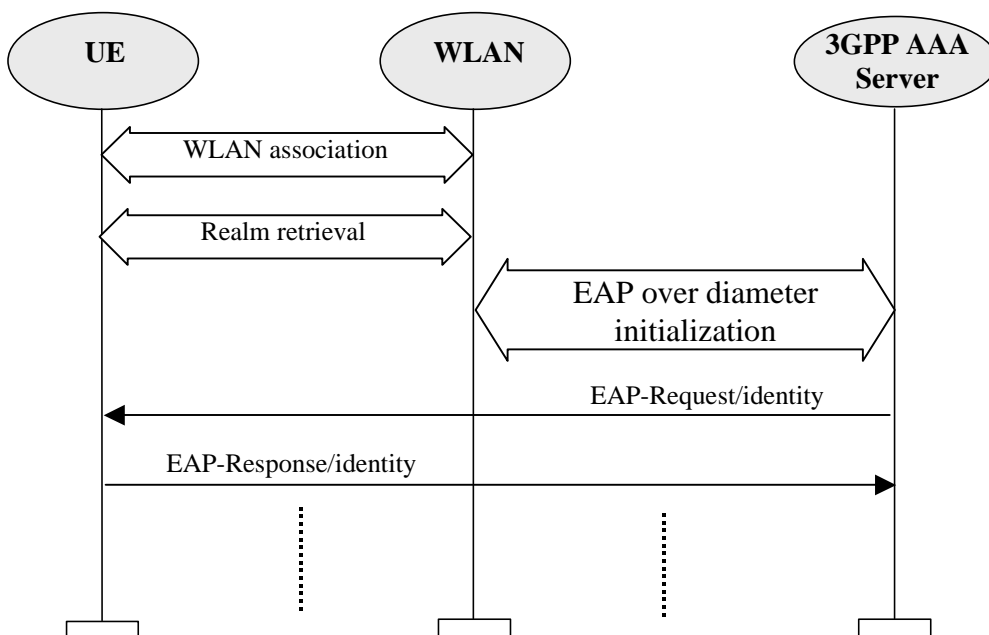 UE
WLAN
3GPP AAA
Server
WLAN association
Realm retrieval
EAP over diameter
initialization
EAP-Request/identity
EAP-Response/identity